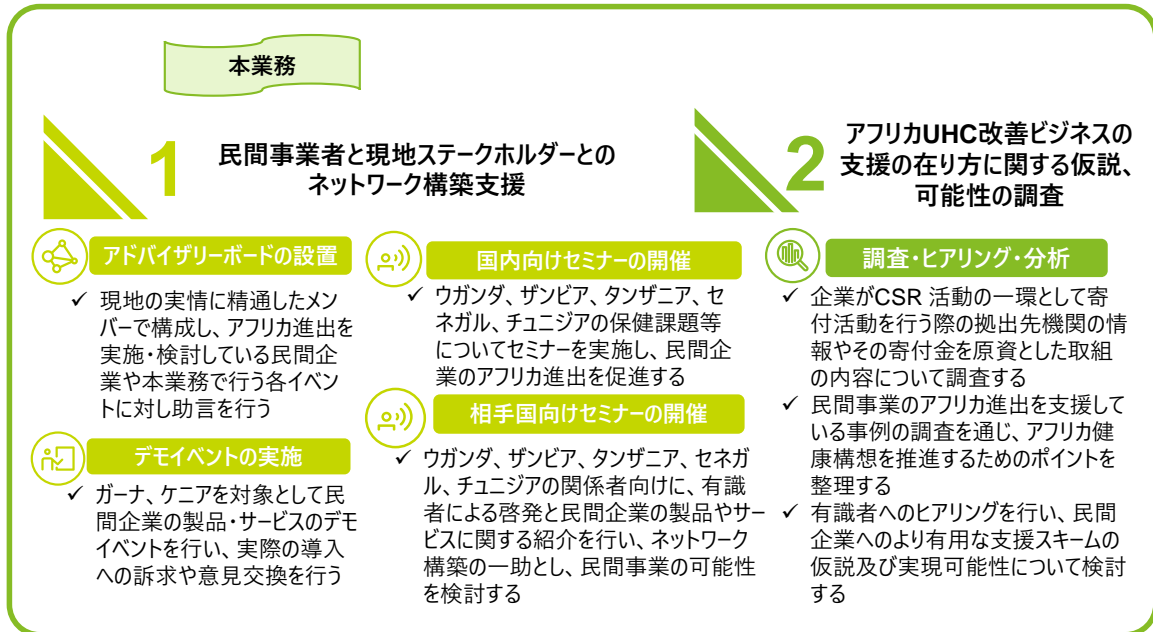 本業務
1
民間事業者と現地ステークホルダーとの
ネットワーク構築支援
アドバイザリーボードの設置
✓ 現地の実情に精通したメン
バーで構成し、アフリカ進出を
実施・検討している民間企
業や本業務で行う各イベン
トに対し助言を行う
デモイベントの実施
✓ ガーナ、ケニアを対象として民
間企業の製品・サービスのデモ
イベントを行い、実際の導入
への訴求や意見交換を行う
国内向けセミナーの開催
✓ ウガンダ、ザンビア、タンザニア、セ
ネガル、チュニジアの保健課題等
についてセミナーを実施し、民間企
業のアフリカ進出を促進する
相手国向けセミナーの開催
✓ ウガンダ、ザンビア、タンザニア、セネガ
ル、チュニジアの関係者向けに、有識
者による啓発と民間企業の製品やサー
ビスに関する紹介を行い、ネットワーク
構築の一助とし、民間事業の可能性
を検討する
2
アフリカUHC改善ビジネスの
支援の在り方に関する仮説、
可能性の調査
調査・ヒアリング・分析
✓ 企業がCSR 活動の一環として寄
付活動を行う際の拠出先機関の情
報やその寄付金を原資とした取組
の内容について調査する
✓ 民間事業のアフリカ進出を支援して
いる事例の調査を通じ、アフリカ健
康構想を推進するためのポイントを
整理する
✓ 有識者へのヒアリングを行い、民間
企業へのより有用な支援スキームの
仮説及び実現可能性について検討
する